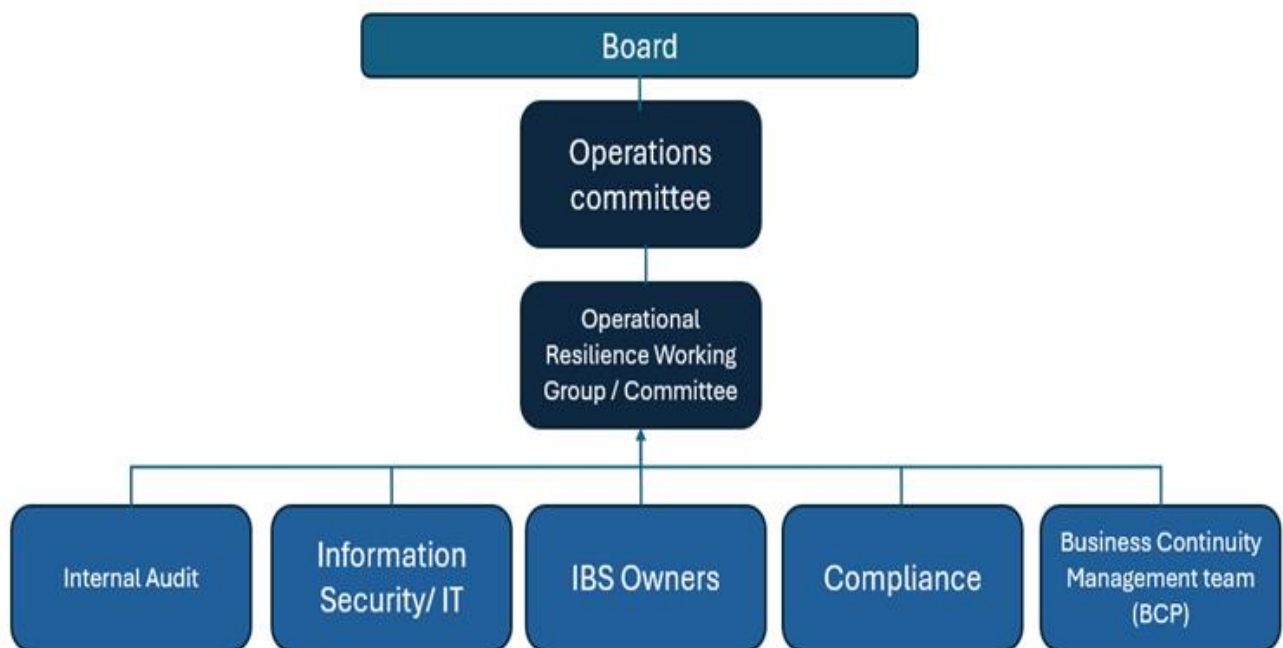 Board
Operations
committee
Operational
Resilience Working
Group / Committee
Internal Audit
Information
Security/ IT
IBS Owners
Compliance
Business Continuity
Management team
(BCP)